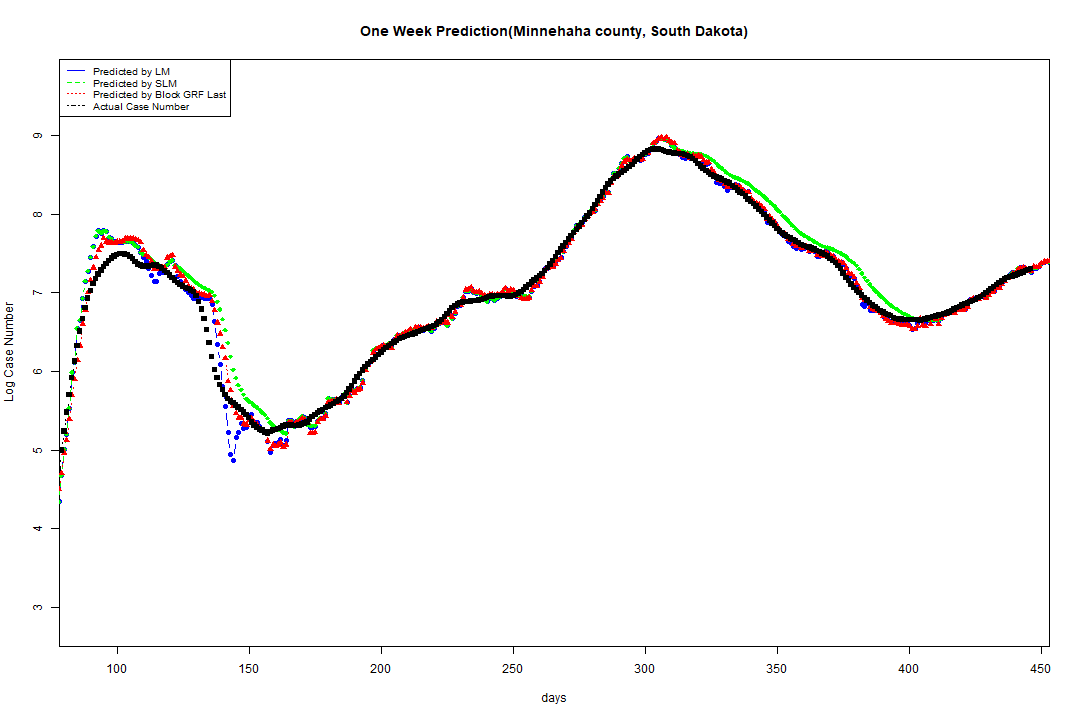 One Week Prediction(Minnehaha county, South Dakota)
Predicted by LM
Predicted by SLM
Predicted by Block GRF Last
Actual Case Number
Log Case Number
9
8
7
6
5
4
3
100 150 200 250 300 350 400 450
days